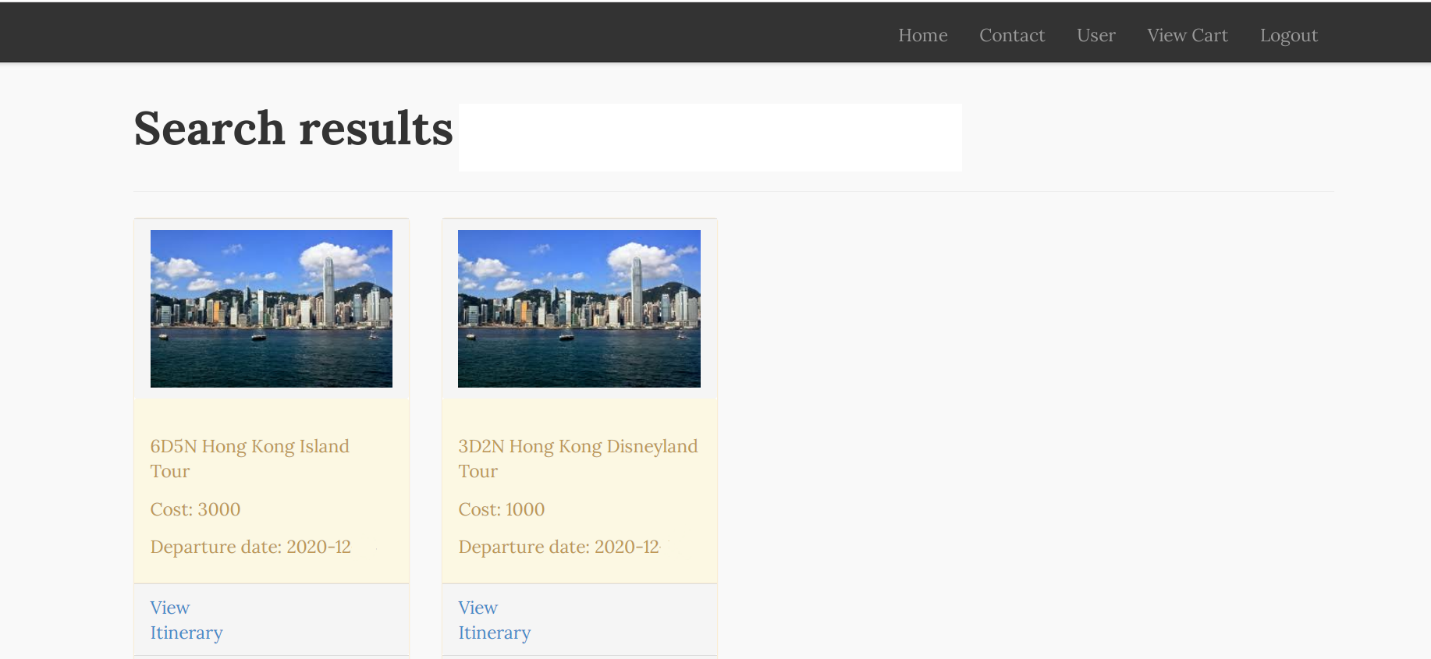 Home Contact User View Cart Logout
Search results
6D5N Hong Kong Island
Tour
Cost: 3000
Departure date: 2020-12
View
Itinerary
3D2N Hong Kong Disneyland
Tour
Cost: 1000
Departure date: 2020-12
View
Itinerary